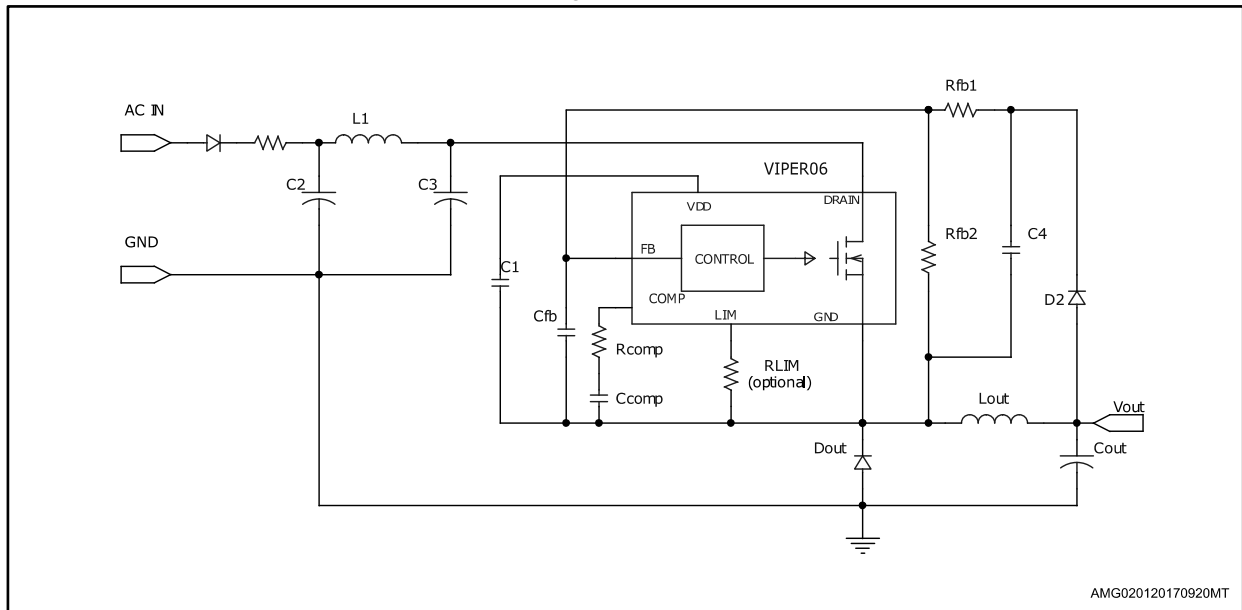 AC IN
L1
Rfb1
VIPER06
C2
C3
VDD
DRAIN
GND
C1
FB
CONTROL
Rfb2
C4
COMP
LIM
GND
D2
Cfb
Rcomp
RLIM
(optional)
Ccomp
Lout
Vout
Dout
Cout
AMG020120170920MT